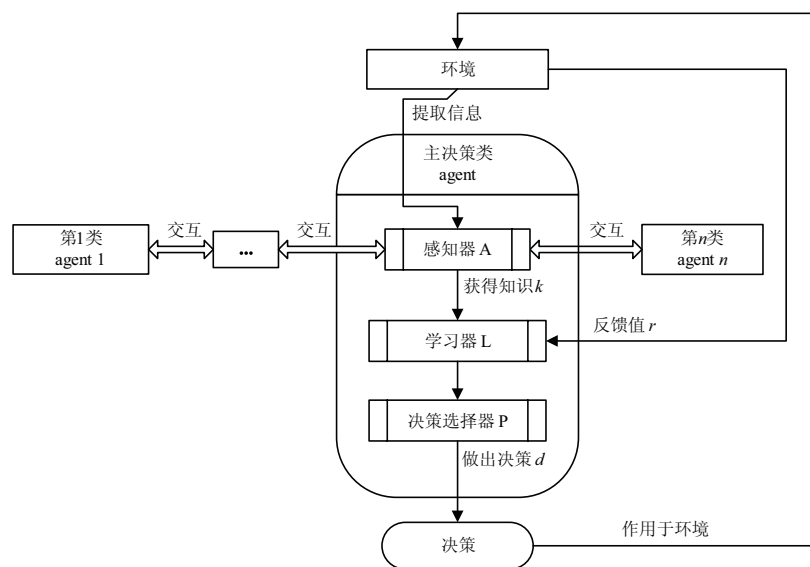 环境
提取信息
主决策类
agent
第1类
agent 1
交互
...
交互
感知器 A
交互
第n类
agent n
获得知识 k
学习器 L
反馈值 r
决策选择器 P
做出决策 d
决策
作用于环境